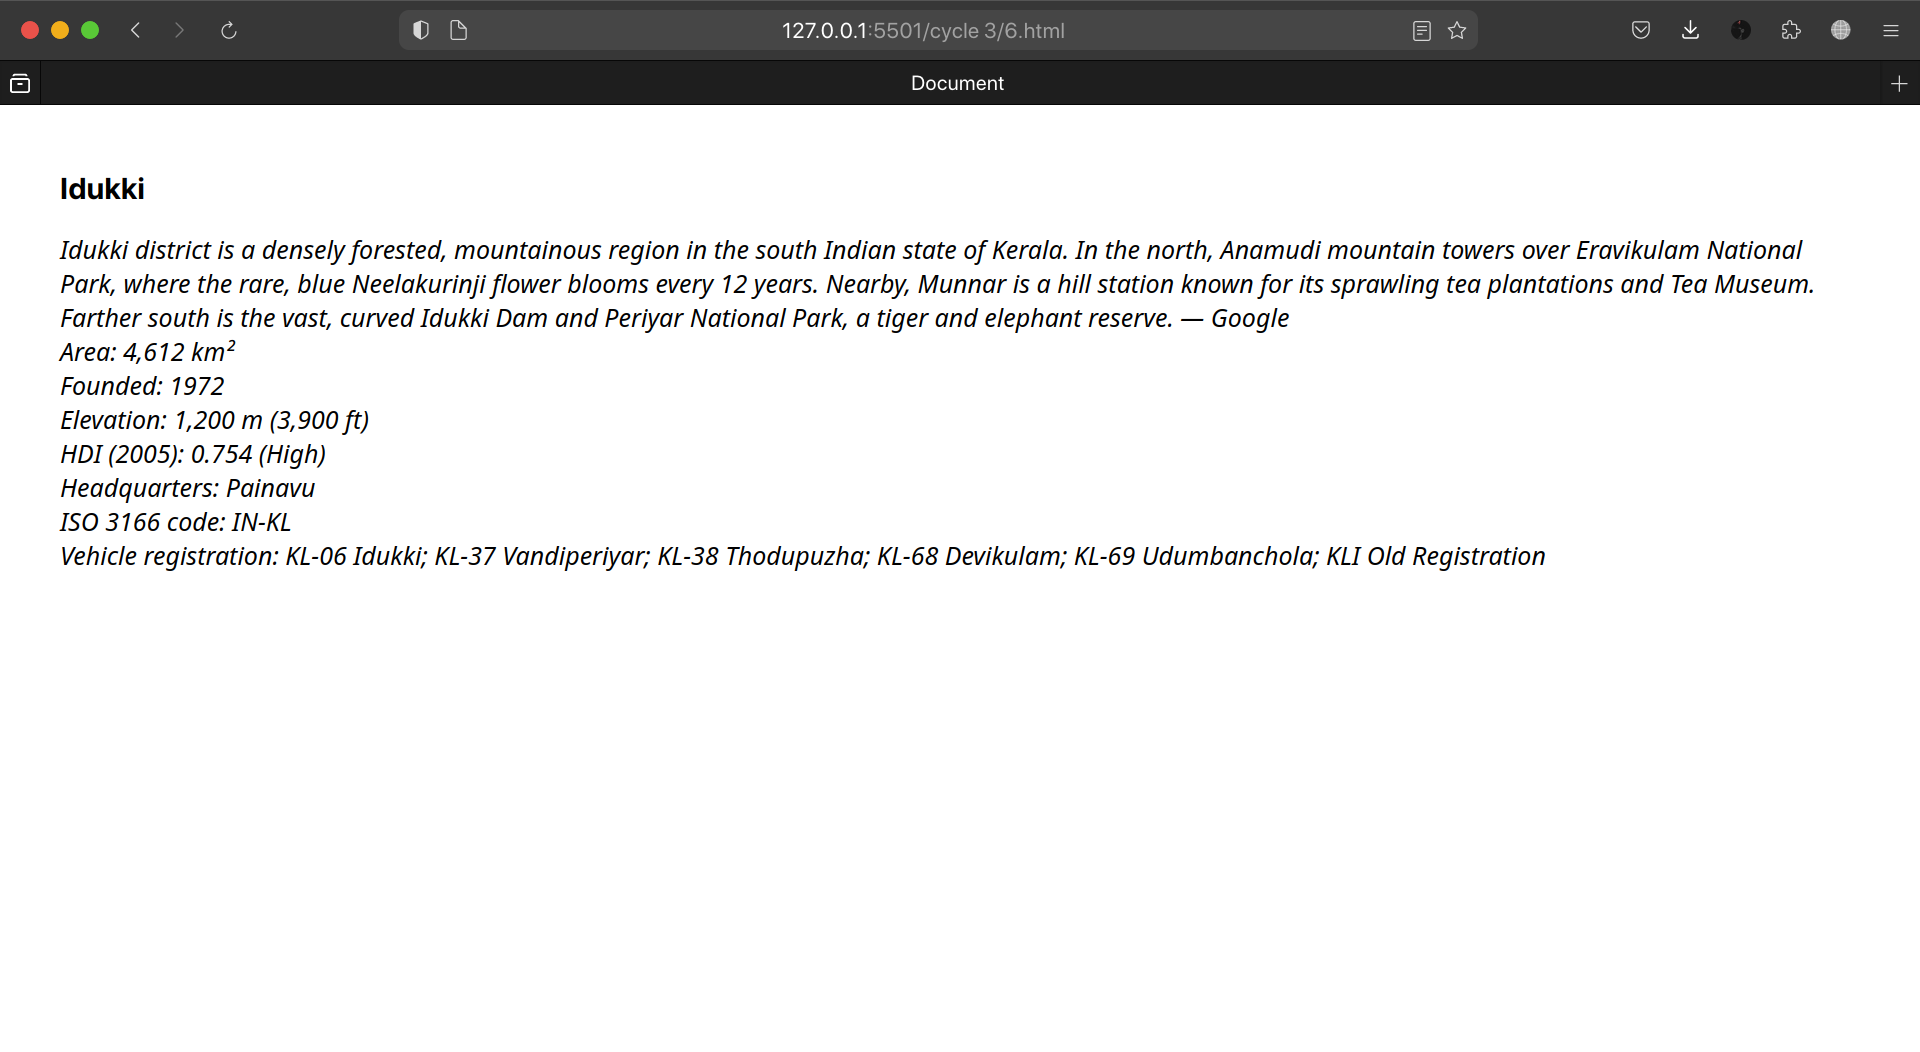 127.0.0.1:5501/cycle 3/6.html
Document
Idukki
Idukki district is a densely forested, mountainous region in the south Indian state of Kerala. In the north, Anamudi mountain towers over Eravikulam National
Park, where the rare, blue Neelakurinji flower blooms every 12 years. Nearby, Munnar is a hill station known for its sprawling tea plantations and Tea Museum.
Farther south is the vast, curved Idukki Dam and Periyar National Park, a tiger and elephant reserve. — Google
Area: 4,612 km²
Founded: 1972
Elevation: 1,200 m (3,900 ft)
HDI (2005): 0.754 (High)
Headquarters: Painavu
ISO 3166 code: IN-KL
Vehicle registration: KL-06 Idukki; KL-37 Vandiperiyar; KL-38 Thodupuzha; KL-68 Devikulam; KL-69 Udumbanchola; KLI Old Registration